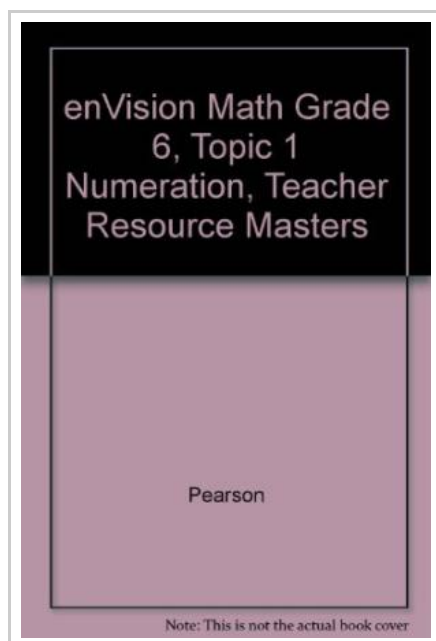 enVision Math Grade
6, Topic 1
Numeration, Teacher
Resource Masters
Pearson
Note: This is not the actual book cover